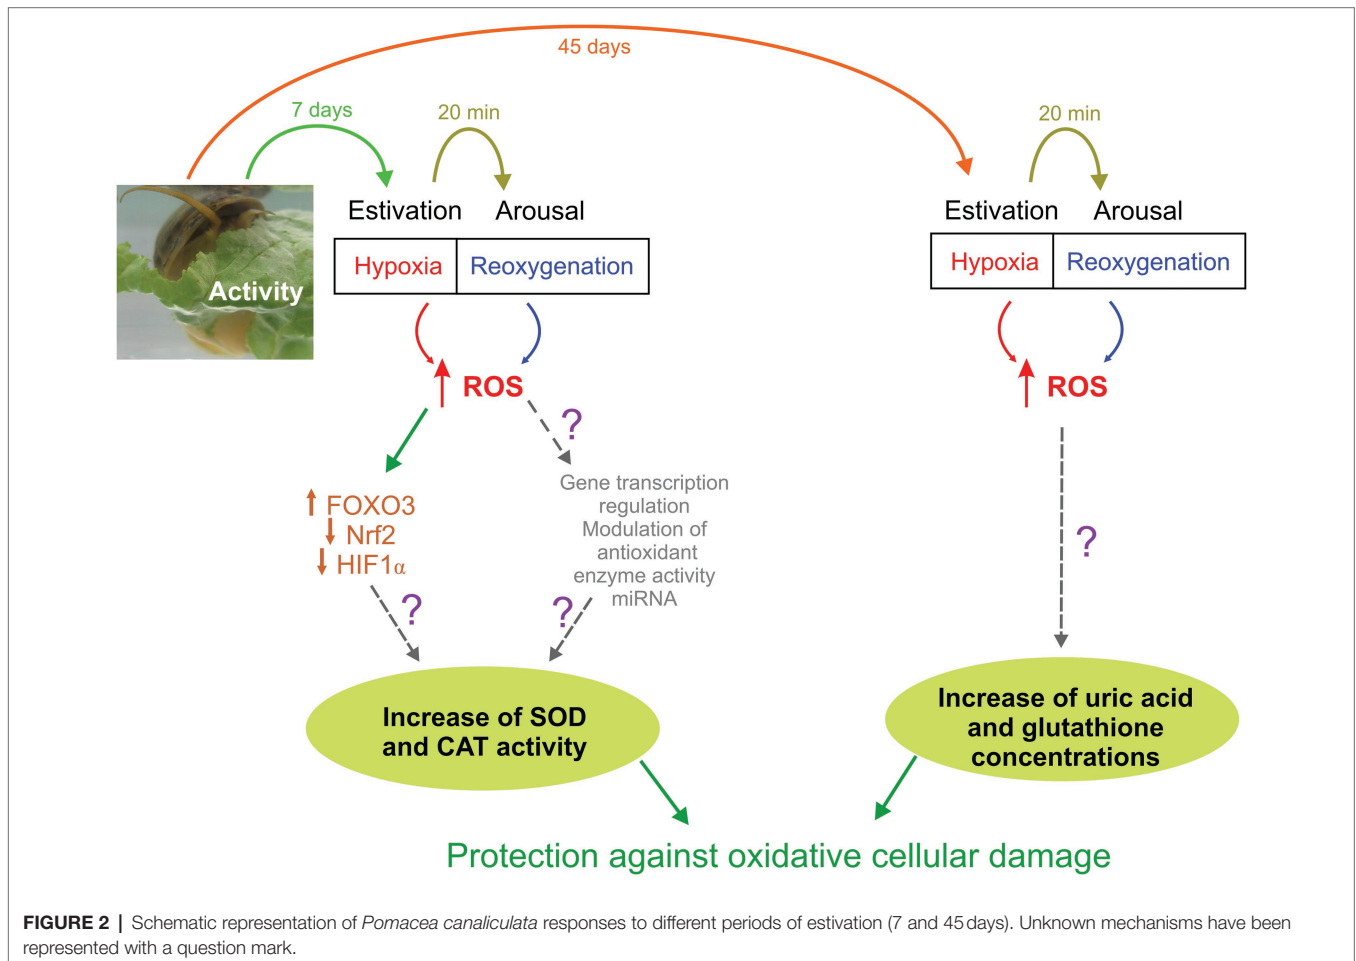 45 days
7 days
20 min
20 min
Estivation Arousal
Estivation Arousal
Hypoxia Reoxygenation
Hypoxia Reoxygenation
Activity
ROS
ROS
?
?
FOXO3
Nrf2
HIF1α
Gene transcription
regulation
Modulation of
antioxidant
enzyme activity
miRNA
?
?
Increase of SOD
and CAT activity
Increase of uric acid
and glutathione
concentrations
Protection against oxidative cellular damage
FIGURE 2 | Schematic representation of Pomacea canaliculata responses to different periods of estivation (7 and 45 days). Unknown mechanisms have been
represented with a question mark.